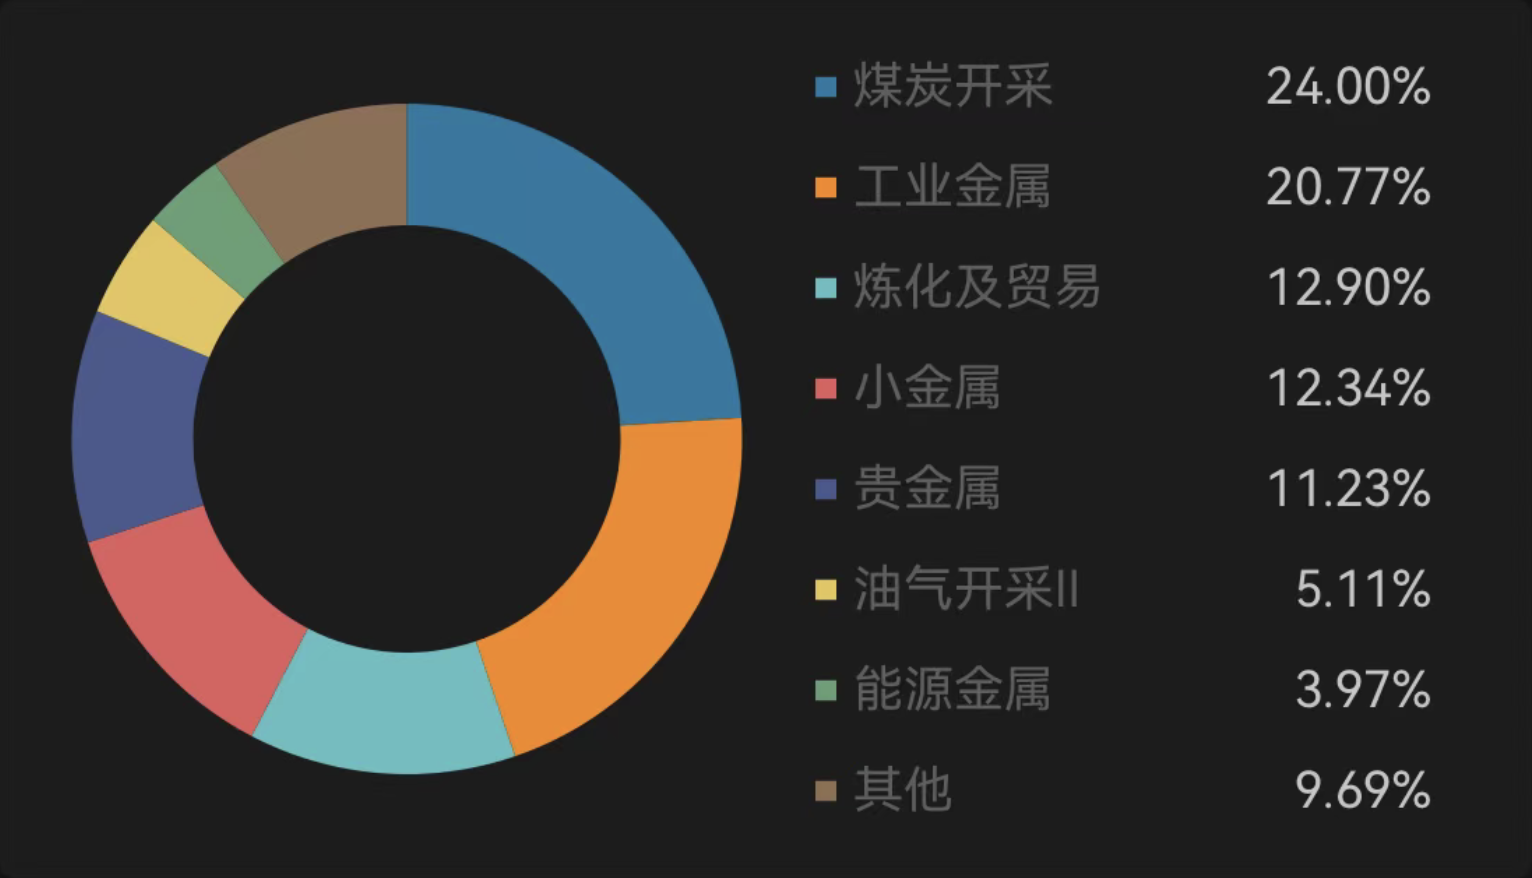 煤炭开采 24.00%
工业金属 20.77%
炼化及贸易 12.90%
小金属 12.34%
贵金属 11.23%
油气开采II 5.11%
能源金属 3.97%
其他 9.69%